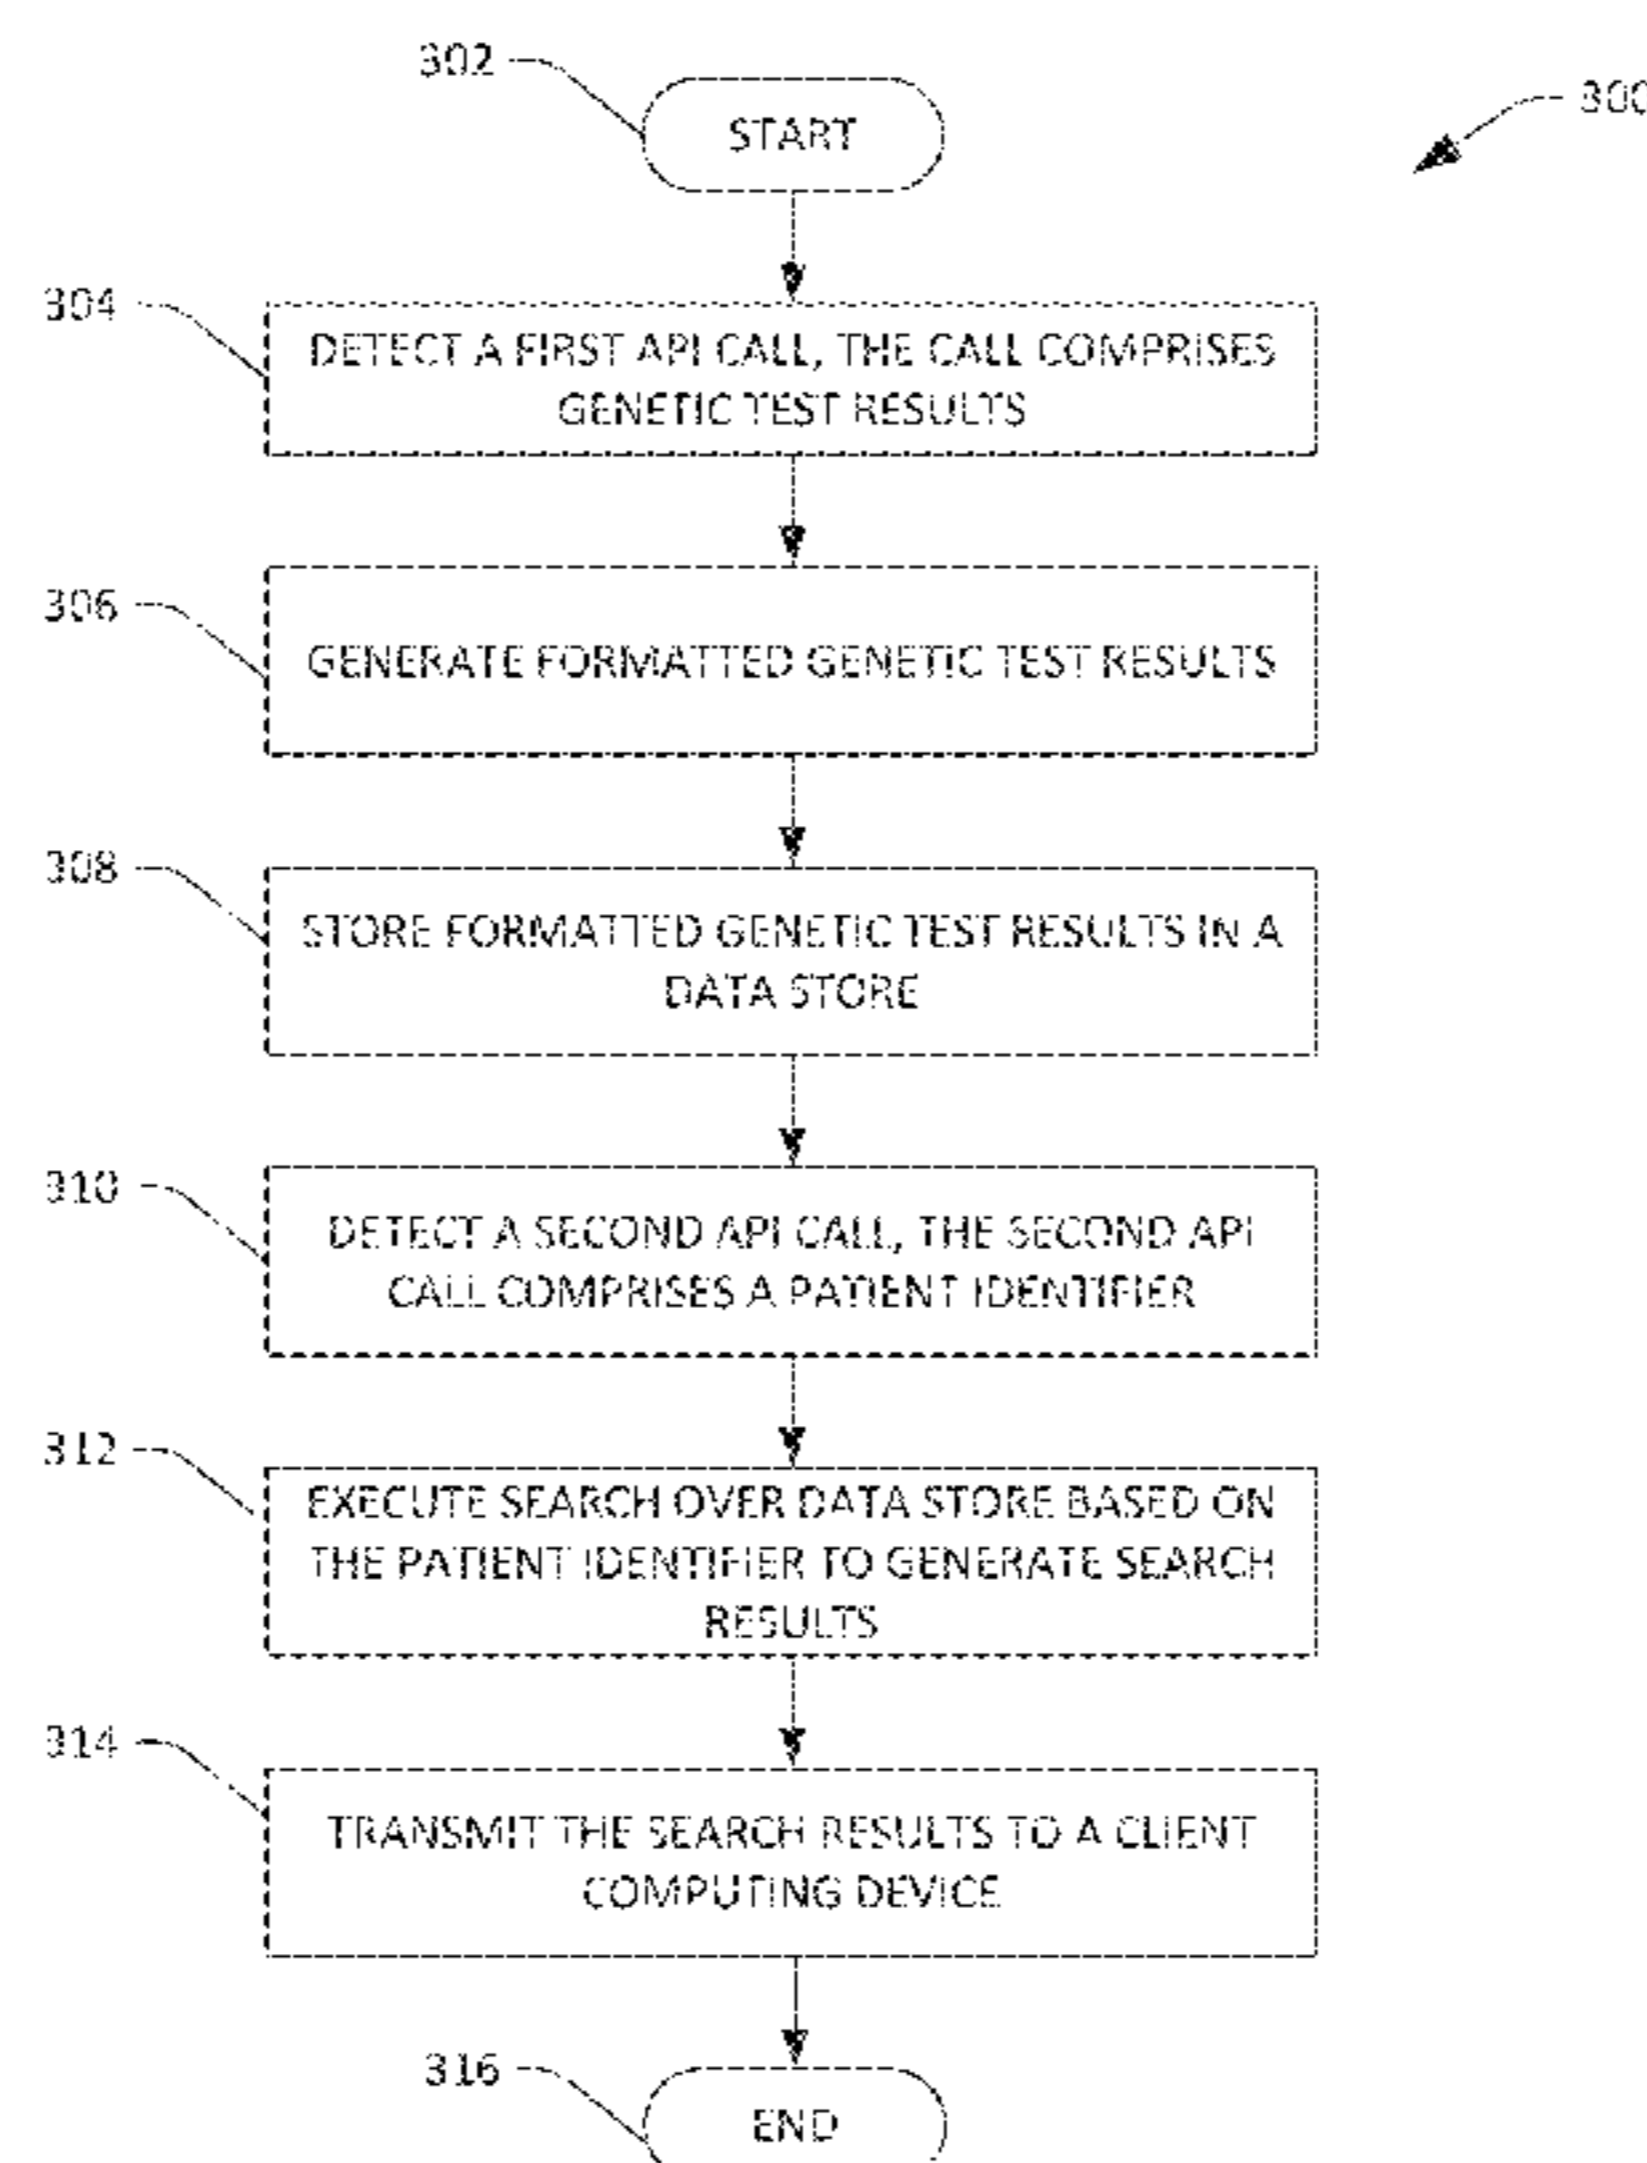 302
START
300
304
DETECT A FIRST API CALL, THE CALL COMPRISES
GENETIC TEST RESULTS
306
GENERATE FORMATTED GENETIC TEST RESULTS
308
STORE FORMATTED GENETIC TEST RESULTS IN A
DATA STORE
310
DETECT A SECOND API CALL, THE SECOND API
CALL COMPRISES A PATIENT IDENTIFIER
312
EXECUTE SEARCH OVER DATA STORE BASED ON
THE PATIENT IDENTIFIER TO GENERATE SEARCH
RESULTS
314
TRANSMIT THE SEARCH RESULTS TO A CLIENT
COMPUTING DEVICE
316
END